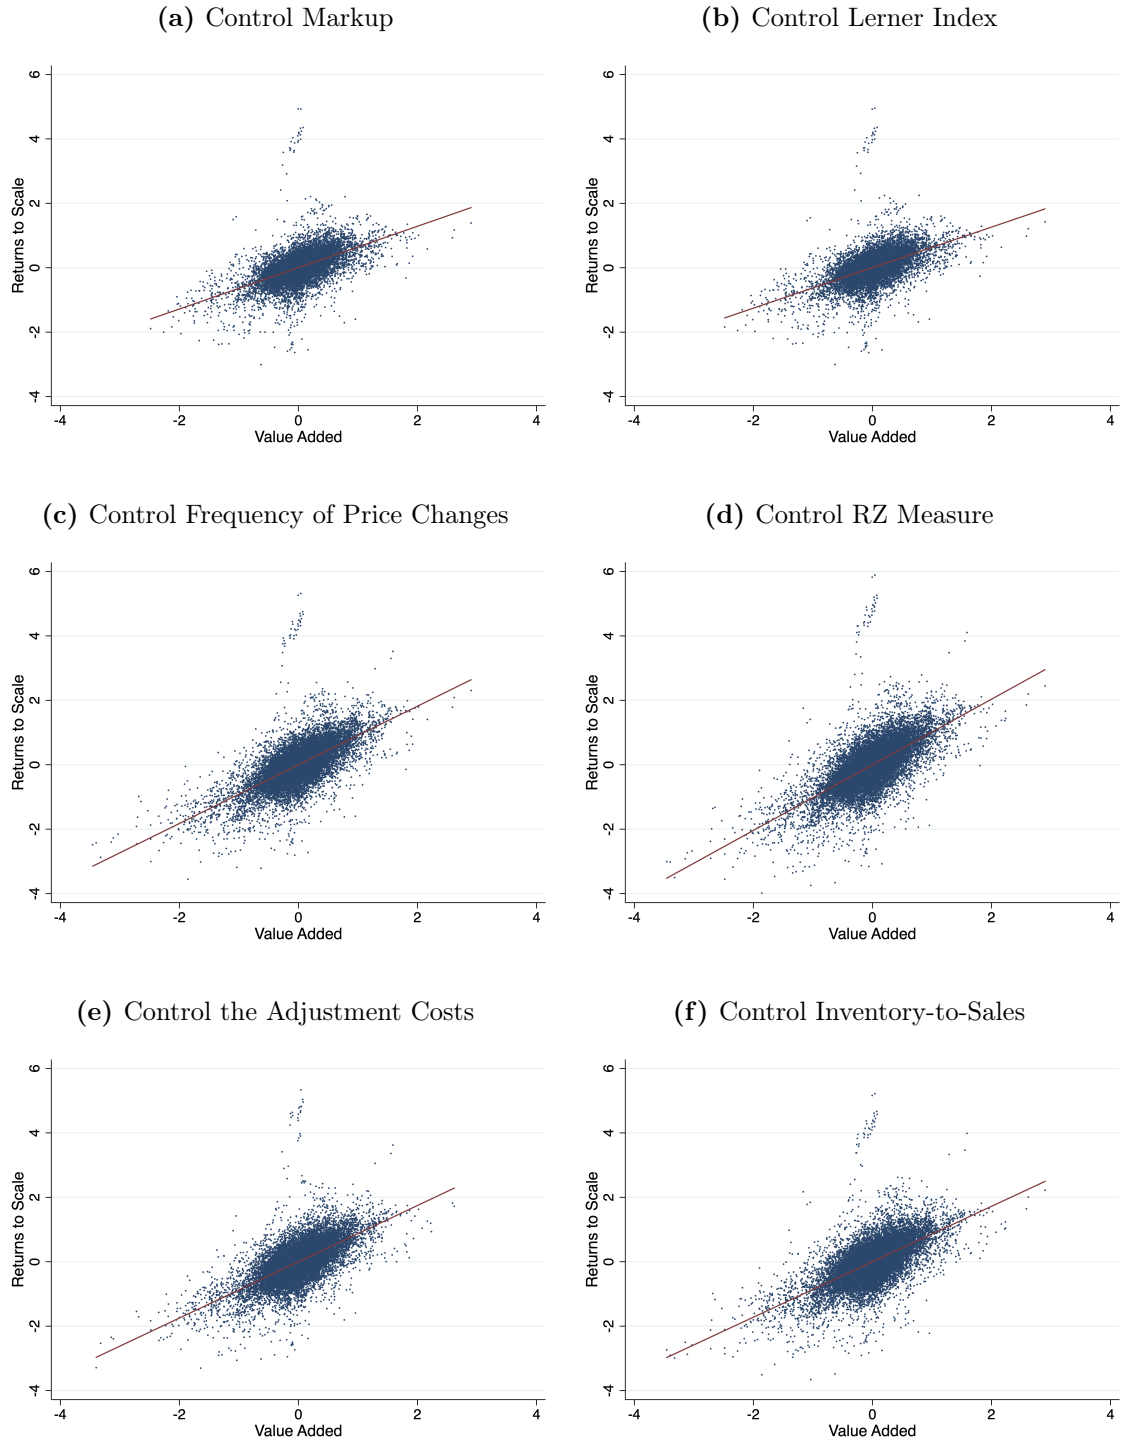 (a) Control Markup
Returns to Scale
6
4
2
0
-2
-4
-4 -2 0 2 4
Value Added
(b) Control Lerner Index
Returns to Scale
6
4
2
0
-2
-4
-4 -2 0 2 4
Value Added
(c) Control Frequency of Price Changes
Returns to Scale
6
4
2
0
-2
-4
-4 -2 0 2 4
Value Added
(d) Control RZ Measure
Returns to Scale
6
4
2
0
-2
-4
-4 -2 0 2 4
Value Added
(e) Control the Adjustment Costs
Returns to Scale
6
4
2
0
-2
-4
-4 -2 0 2 4
Value Added
(f) Control Inventory-to-Sales
Returns to Scale
6
4
2
0
-2
-4
-4 -2 0 2 4
Value Added